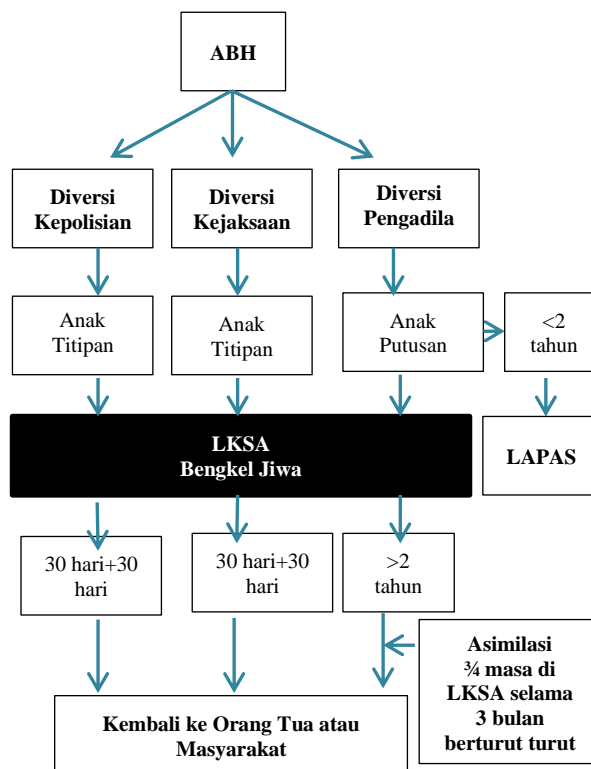 ABH
Diversi
Kepolisian
Diversi
Kejaksaan
Diversi
Pengadila
Anak
Titipan
Anak
Titipan
Anak
Putusan
<2
tahun
LKSA
Bengkel Jiwa
LAPAS
30 hari+30
hari
30 hari+30
hari
>2
tahun
Asimilasi
¾ masa di
LKSA selama
3 bulan
berturut turut
Kembali ke Orang Tua atau
Masyarakat